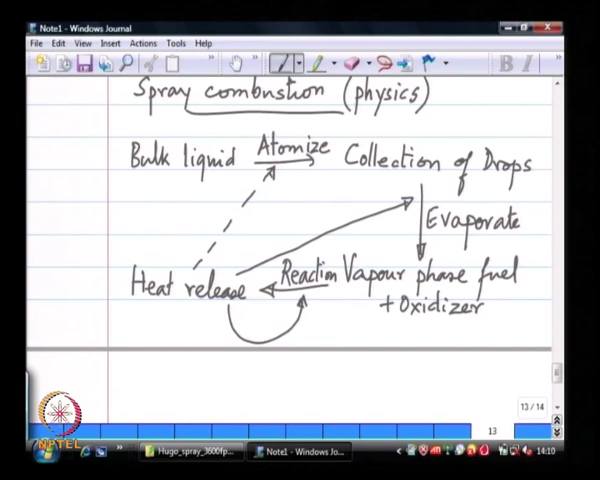 Note1 - Windows Journal
File Edit View Insert Actions Tools Help
B I
Spray combustion (physics)
Bulk liquid Atomize Collection of Drops
Evaporate
Heat release Reaction Vapour phase fuel
+ Oxidizer
13 / 14
13
NPTEL
Hugo_spray_3600fp...
Note1 - Windows Jo...
14:10